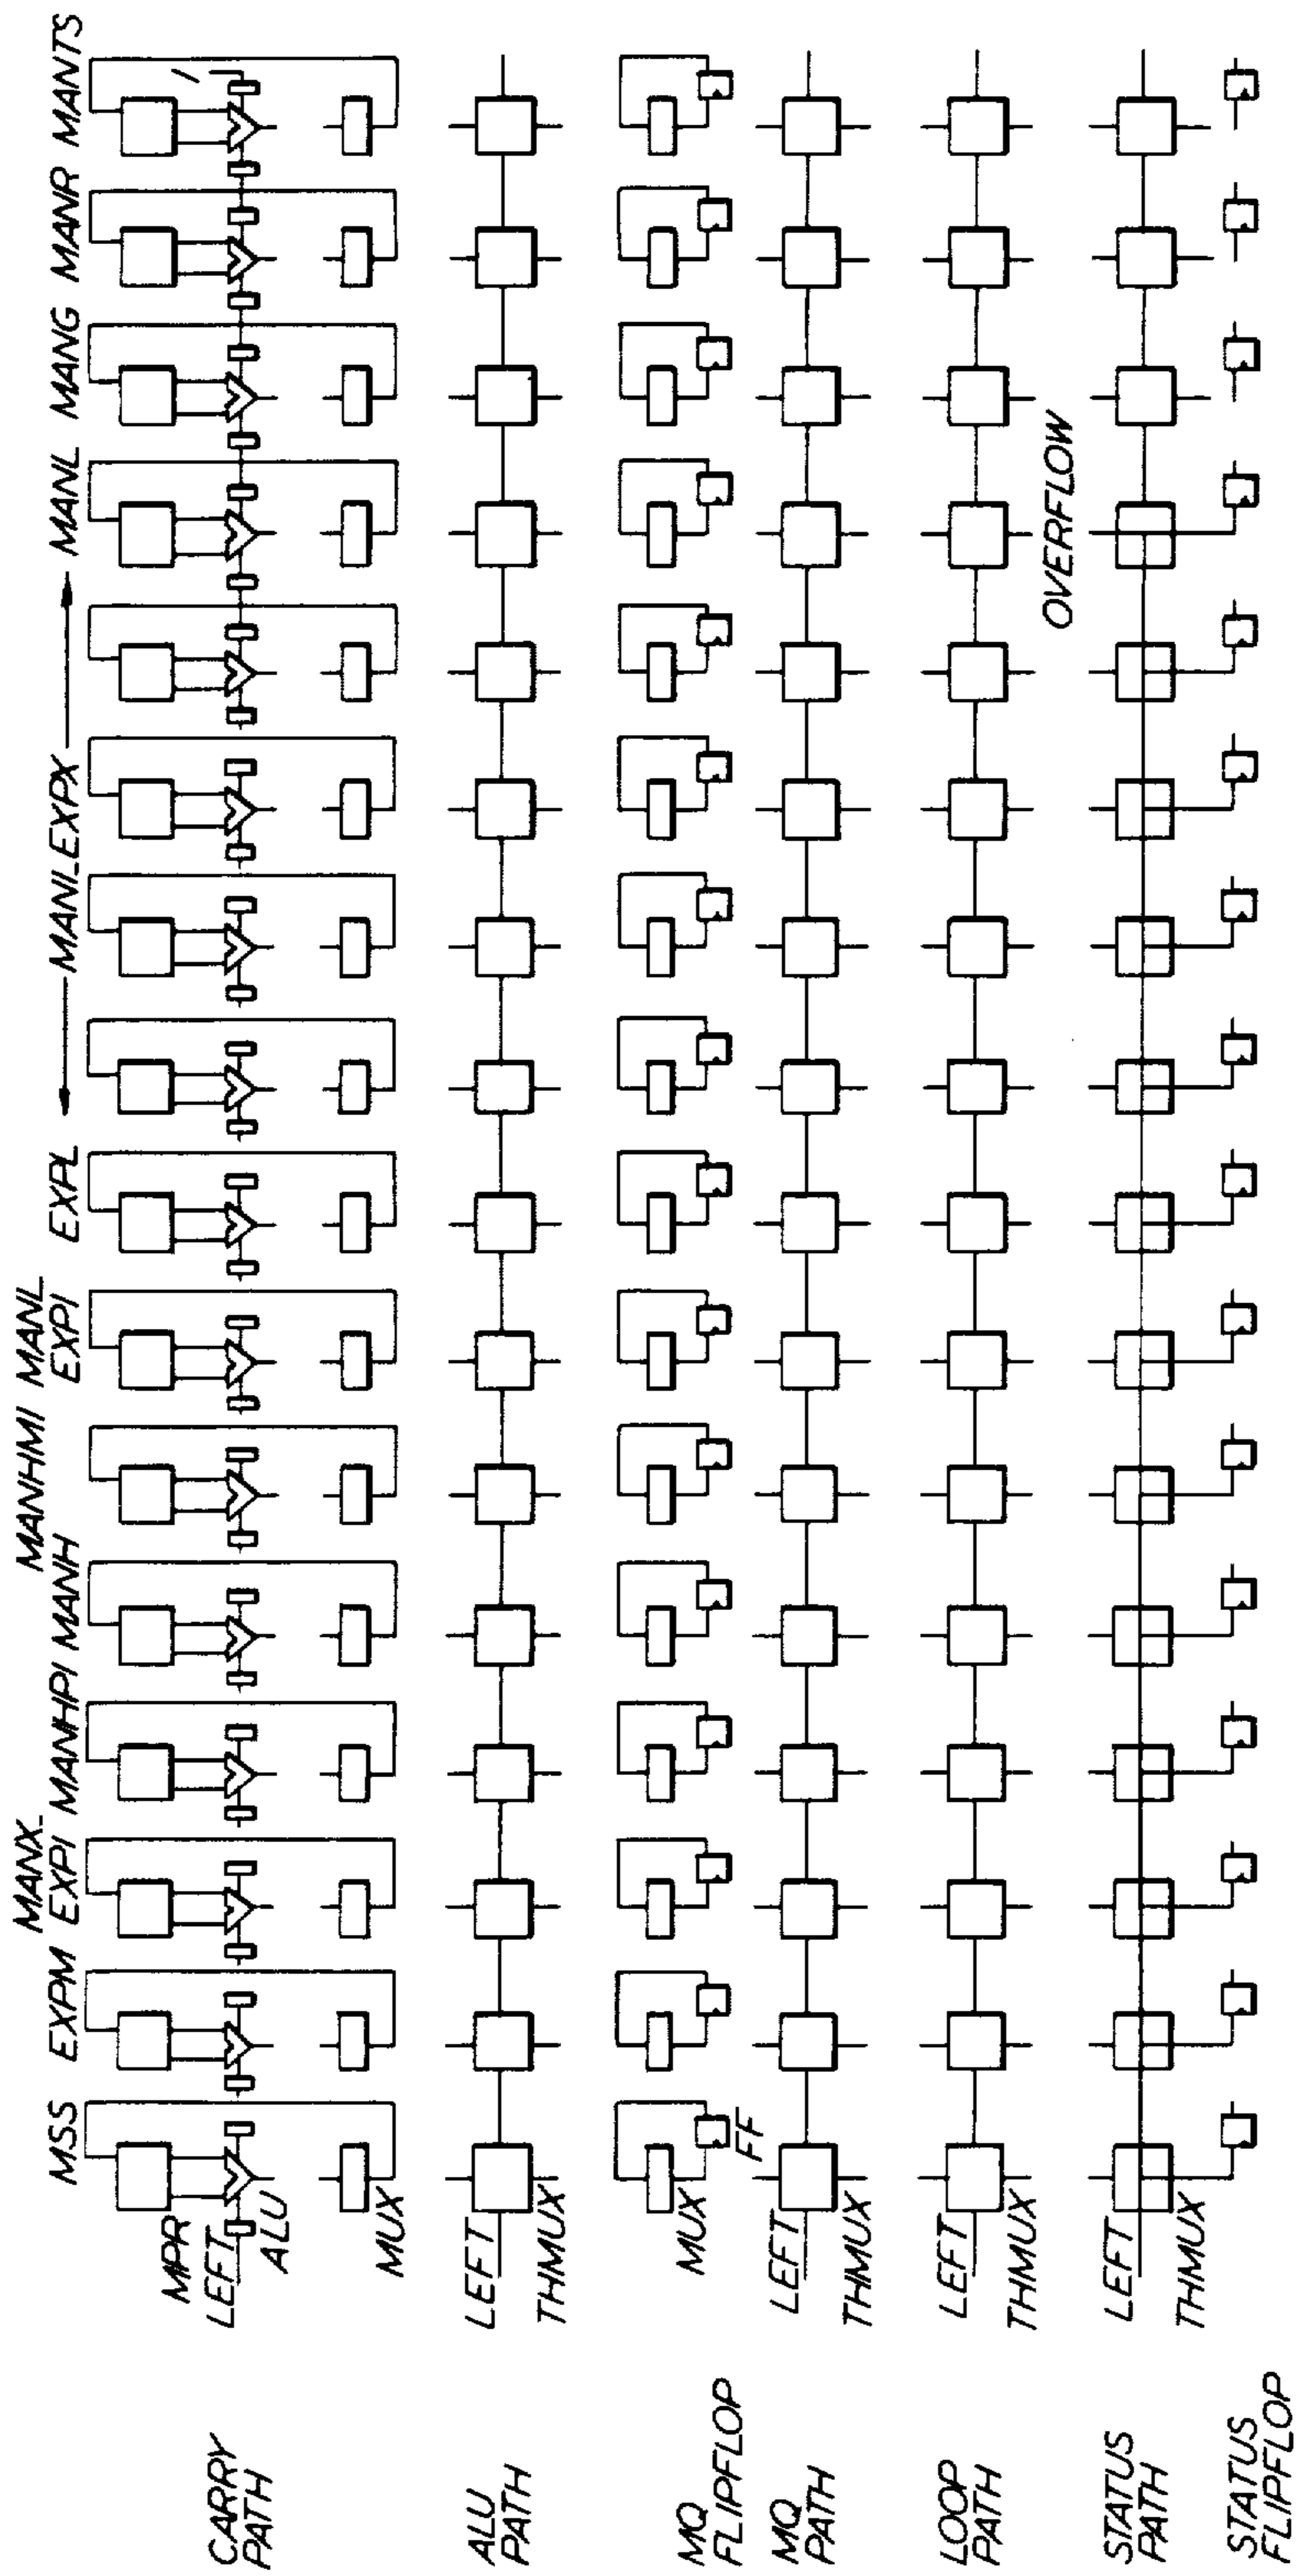 MSS
EXPM
MANX
EXPI
MANHPI
MANH
MANHMI
MANL
EXPI
EXPL
MANLEXPX
MANL
MANG
MANR
MANTS
CARRY
PATH
MPR
LEFT
ALU
MUX
ALU
PATH
LEFT
THMUX
MQ
FLIPFLOP
MUX
FF
MQ
PATH
LEFT
THMUX
LOOP
PATH
LEFT
THMUX
OVERFLOW
STATUS
PATH
LEFT
THMUX
STATUS
FLIPFLOP